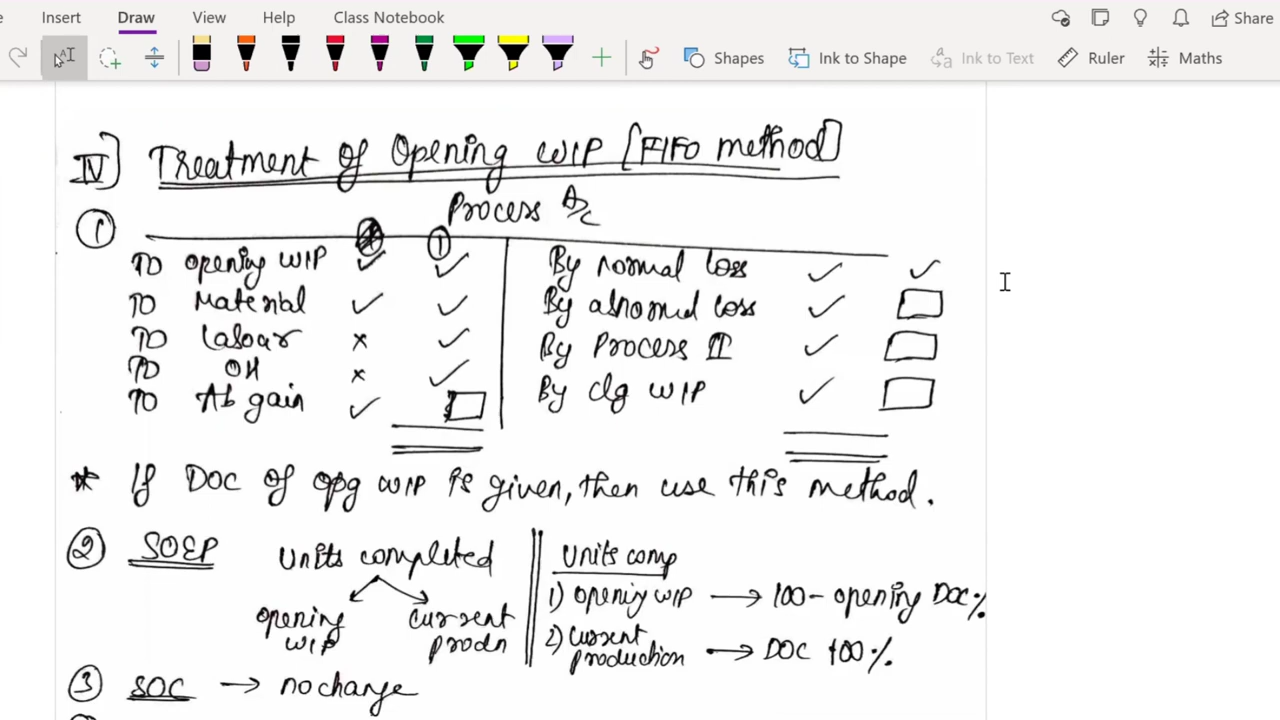 Insert Draw View Help Class Notebook Share
Shapes Ink to Shape Ink to Text Ruler Maths
IV] Treatment of Opening WIP [FIFO method]
① Process A/c
①
TO opening WIP ✓ ✓ By normal loss ✓ ✓
TO Material ✓ ✓ By abnormal loss ✓
TO Labour × ✓ By Process II ✓
TO OH × ✓ By clg WIP ✓
TO Ab gain ✓
* If DOC of opg WIP is given, then use this method.
② SOEP Units completed Units comp
opening WIP current prodn 1) opening WIP → 100 - opening DOC%
2) current production → DOC 100%
③ SOC → no change